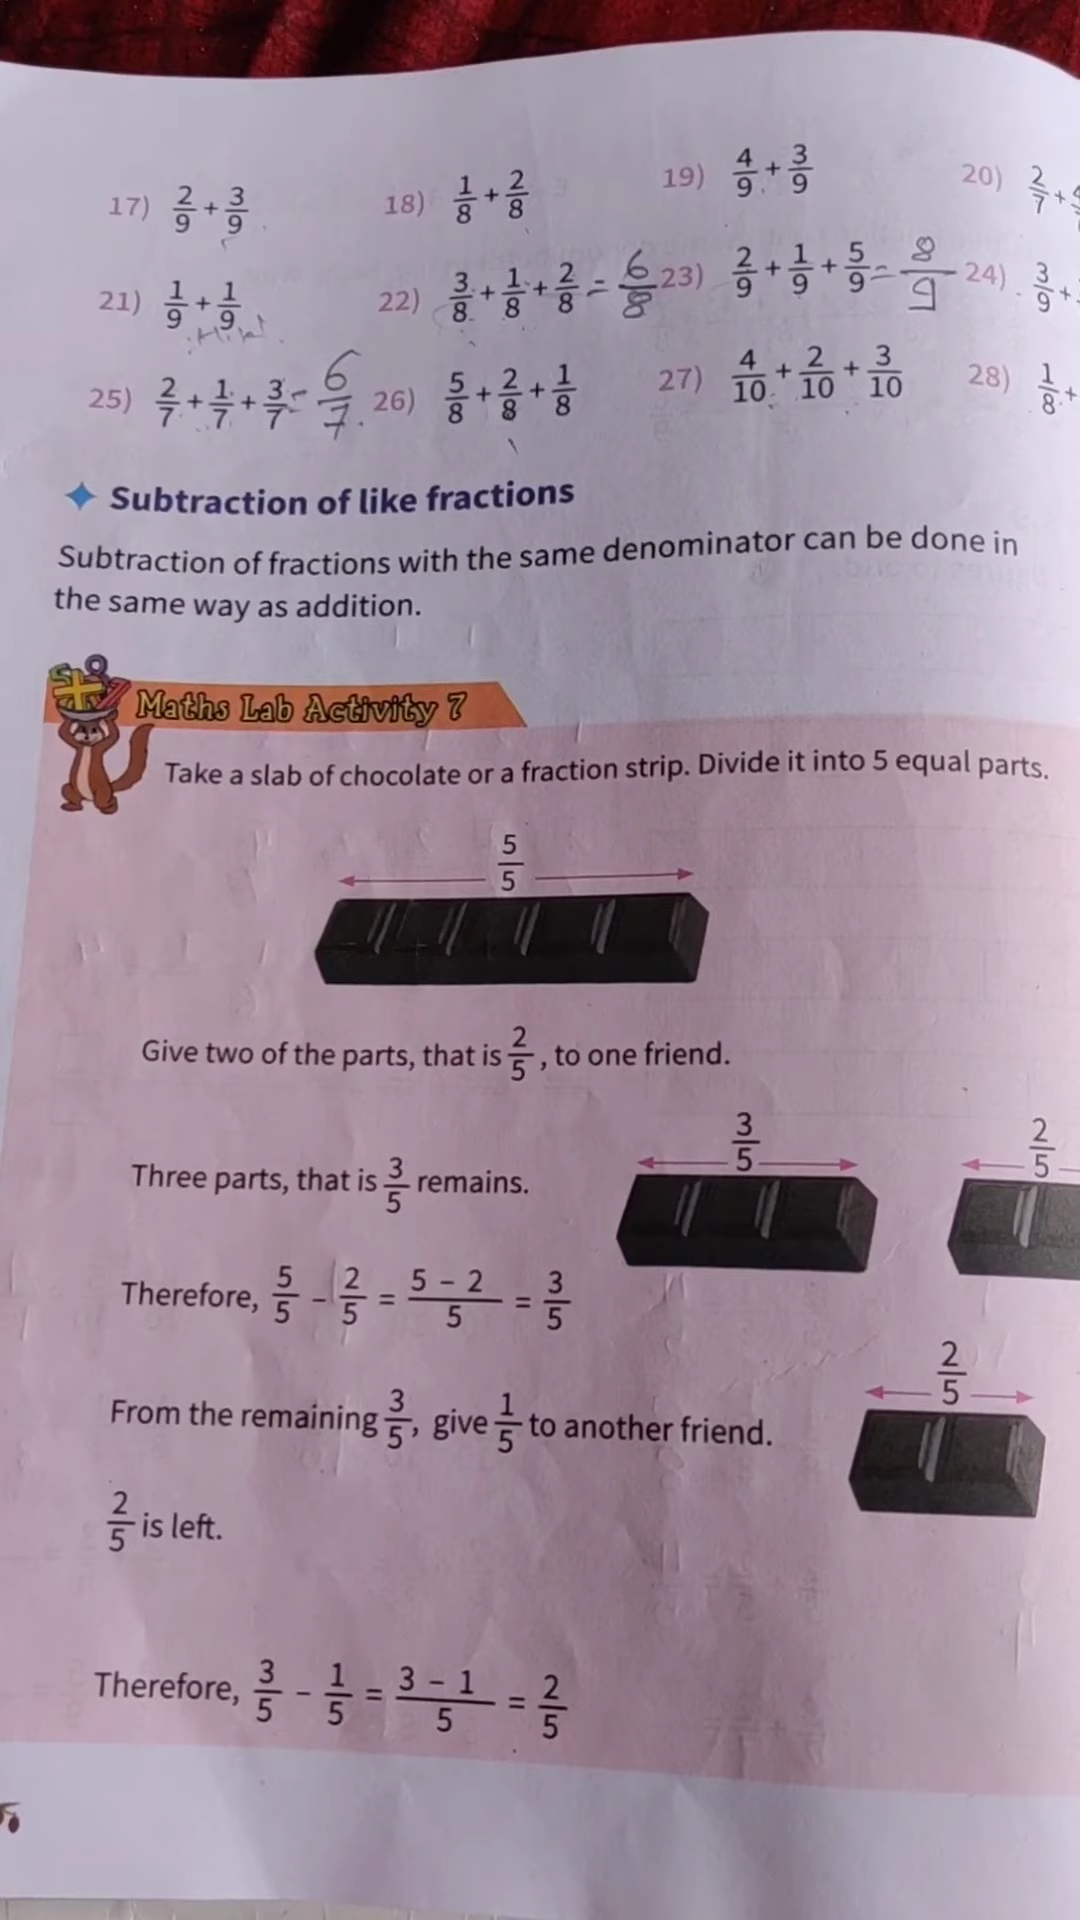 17) 2/9 + 3/9 18) 1/8 + 2/8 19) 4/9 + 3/9 20) 2/7 +
21) 1/9 + 1/9 22) 3/8 + 1/8 + 2/8 = 6/8 23) 2/9 + 1/9 + 5/9 = 8/9 24) 3/9 +
25) 2/7 + 1/7 + 3/7 = 6/7 26) 5/8 + 2/8 + 1/8 27) 4/10 + 2/10 + 3/10 28) 1/8 +
Subtraction of like fractions
Subtraction of fractions with the same denominator can be done in
the same way as addition.
Maths Lab Activity 7
Take a slab of chocolate or a fraction strip. Divide it into 5 equal parts.
5/5
Give two of the parts, that is 2/5, to one friend.
3/5 2/5
Three parts, that is 3/5 remains.
Therefore, 5/5 - 2/5 = 5 - 2/5 = 3/5
2/5
From the remaining 3/5, give 1/5 to another friend.
2/5 is left.
Therefore, 3/5 - 1/5 = 3 - 1/5 = 2/5